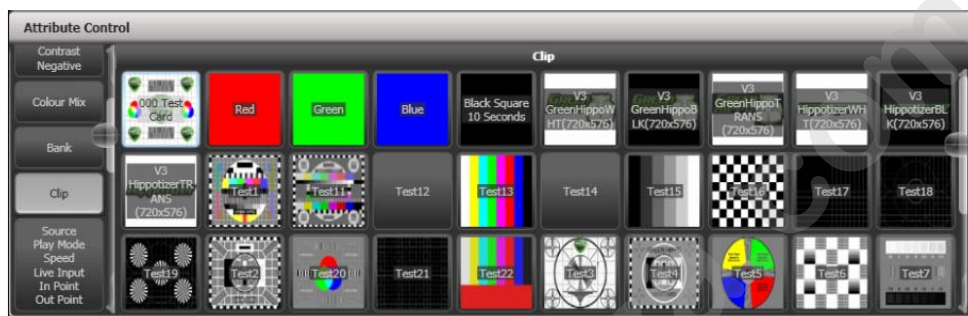 Attribute Control
Contrast
Negative
Colour Mix
Bank
Clip
Source
Play Mode
Speed
Live Input
In Point
Out Point
Clip
000 Test
Card
Red
Green
Blue
Black Square
10 Seconds
V3
GreenHippoW
HT(720x576)
V3
GreenHippoB
LK(720x576)
V3
GreenHippoT
RANS
(720x576)
V3
HippotizerWH
T(720x576)
V3
HippotizerBL
K(720x576)
V3
HippotizerTR
ANS
(720x576)
Test1
Test11
Test12
Test13
Test14
Test15
Test16
Test17
Test18
Test19
Test2
Test20
Test21
Test22
Test3
Test4
Test5
Test6
Test7